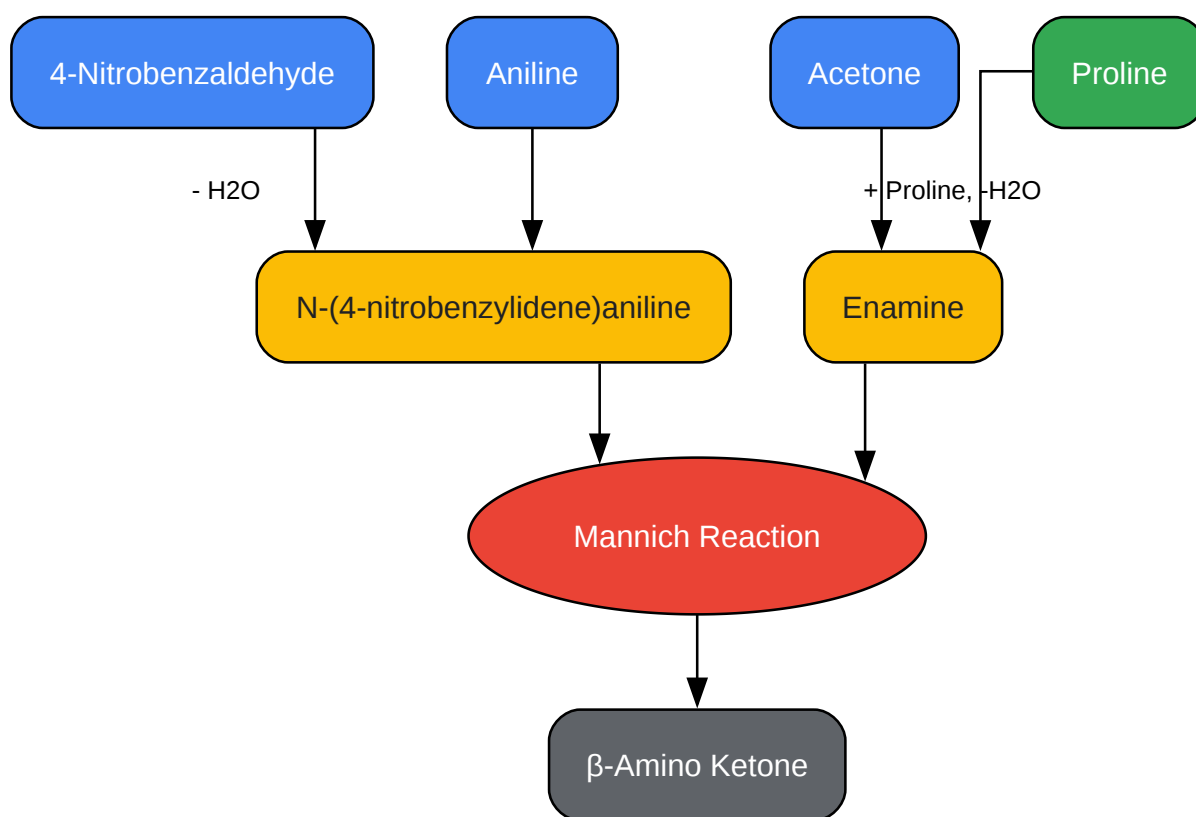 4-Nitrobenzaldehyde
Aniline
Acetone
Proline
- H2O
+ Proline, -H2O
N-(4-nitrobenzylidene)aniline
Enamine
Mannich Reaction
β-Amino Ketone